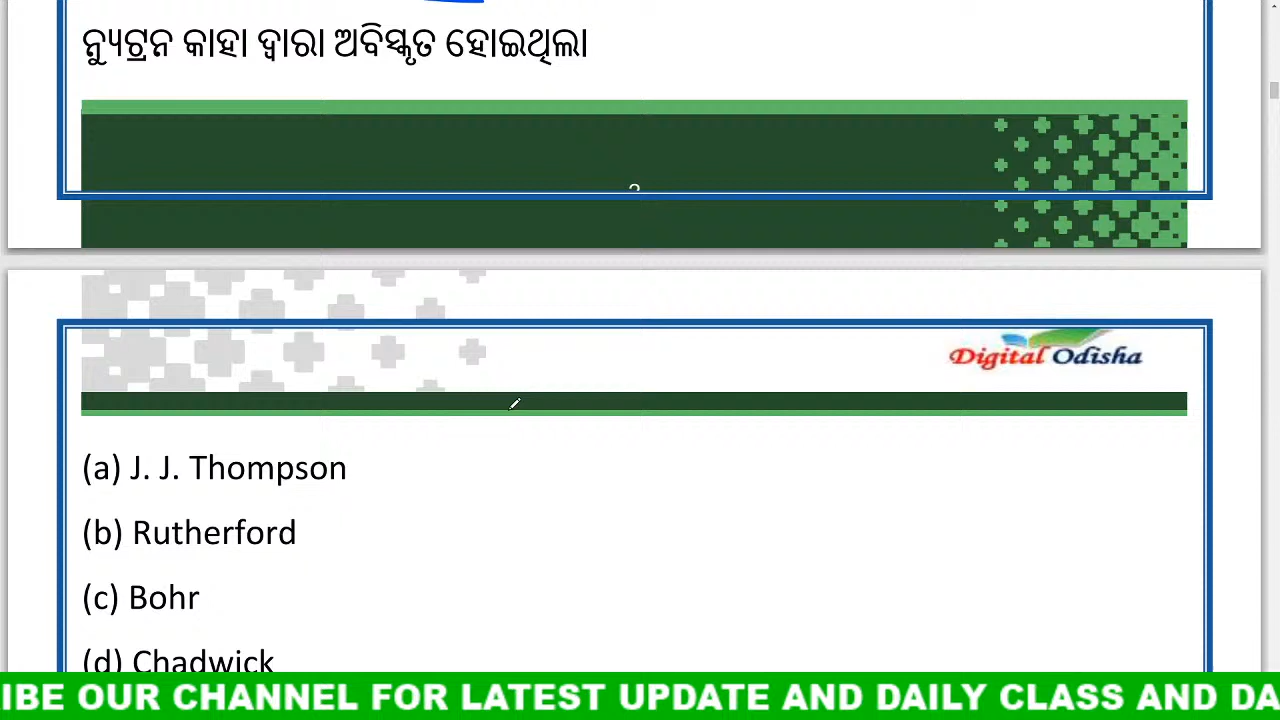 ନ୍ୟୁଟ୍ରନ କାହା ଦ୍ୱାରା ଅବିସ୍କୃତ ହୋଇଥିଲା
Digital Odisha
(a) J. J. Thompson
(b) Rutherford
(c) Bohr
(d) Chadwick
IBE OUR CHANNEL FOR LATEST UPDATE AND DAILY CLASS AND DA